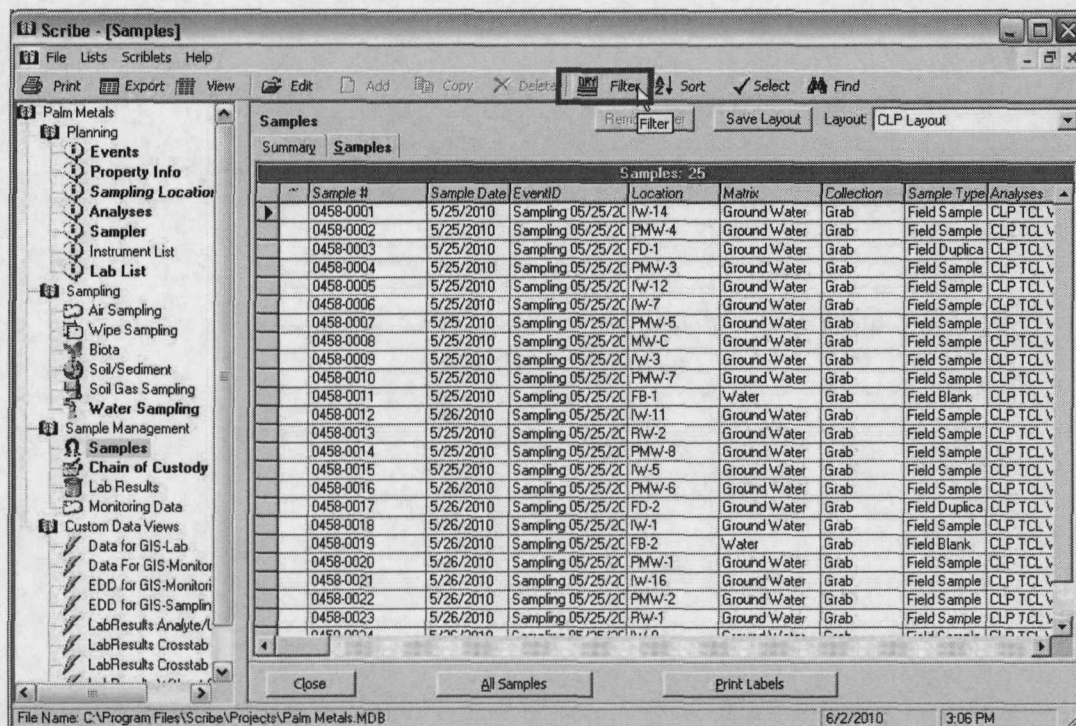 Scribe - [Samples]
File Lists Scriblets Help
Print Export View Edit Add Copy Delete Filter Sort Select Find
Palm Metals
Planning
Events
Property Info
Sampling Location
Analyses
Sampler
Instrument List
Lab List
Sampling
Air Sampling
Wipe Sampling
Biota
Soil/Sediment
Soil Gas Sampling
Water Sampling
Sample Management
Samples
Chain of Custody
Lab Results
Monitoring Data
Custom Data Views
Data for GIS-Lab
Data For GIS-Monitor
EDD for GIS-Monitori
EDD for GIS-Samplin
LabResults Analyte/L
LabResults Crosstab
LabResults Crosstab
Samples
Filter Save Layout Layout: CLP Layout
Summary Samples
Samples: 25
Sample # Sample Date EventID Location Matrix Collection Sample Type Analyses
0458-0001 5/25/2010 Sampling 05/25/20 IW-14 Ground Water Grab Field Sample CLP TCL V
0458-0002 5/25/2010 Sampling 05/25/20 PMW-4 Ground Water Grab Field Sample CLP TCL V
0458-0003 5/25/2010 Sampling 05/25/20 FD-1 Ground Water Grab Field Duplica CLP TCL V
0458-0004 5/25/2010 Sampling 05/25/20 PMW-3 Ground Water Grab Field Sample CLP TCL V
0458-0005 5/25/2010 Sampling 05/25/20 IW-12 Ground Water Grab Field Sample CLP TCL V
0458-0006 5/25/2010 Sampling 05/25/20 IW-7 Ground Water Grab Field Sample CLP TCL V
0458-0007 5/25/2010 Sampling 05/25/20 PMW-5 Ground Water Grab Field Sample CLP TCL V
0458-0008 5/25/2010 Sampling 05/25/20 MW-C Ground Water Grab Field Sample CLP TCL V
0458-0009 5/25/2010 Sampling 05/25/20 IW-3 Ground Water Grab Field Sample CLP TCL V
0458-0010 5/25/2010 Sampling 05/25/20 PMW-7 Ground Water Grab Field Sample CLP TCL V
0458-0011 5/25/2010 Sampling 05/25/20 FB-1 Water Grab Field Blank CLP TCL V
0458-0012 5/26/2010 Sampling 05/25/20 IW-11 Ground Water Grab Field Sample CLP TCL V
0458-0013 5/25/2010 Sampling 05/25/20 RW-2 Ground Water Grab Field Sample CLP TCL V
0458-0014 5/25/2010 Sampling 05/25/20 PMW-8 Ground Water Grab Field Sample CLP TCL V
0458-0015 5/26/2010 Sampling 05/25/20 IW-5 Ground Water Grab Field Sample CLP TCL V
0458-0016 5/26/2010 Sampling 05/25/20 PMW-6 Ground Water Grab Field Sample CLP TCL V
0458-0017 5/26/2010 Sampling 05/25/20 FD-2 Ground Water Grab Field Duplica CLP TCL V
0458-0018 5/26/2010 Sampling 05/25/20 IW-1 Ground Water Grab Field Sample CLP TCL V
0458-0019 5/26/2010 Sampling 05/25/20 FB-2 Water Grab Field Blank CLP TCL V
0458-0020 5/26/2010 Sampling 05/25/20 PMW-1 Ground Water Grab Field Sample CLP TCL V
0458-0021 5/26/2010 Sampling 05/25/20 IW-16 Ground Water Grab Field Sample CLP TCL V
0458-0022 5/26/2010 Sampling 05/25/20 PMW-2 Ground Water Grab Field Sample CLP TCL V
0458-0023 5/26/2010 Sampling 05/25/20 RW-1 Ground Water Grab Field Sample CLP TCL V
Close All Samples Print Labels
File Name: C:\Program Files\Scribe\Projects\Palm Metals.MDB 6/2/2010 3:06 PM